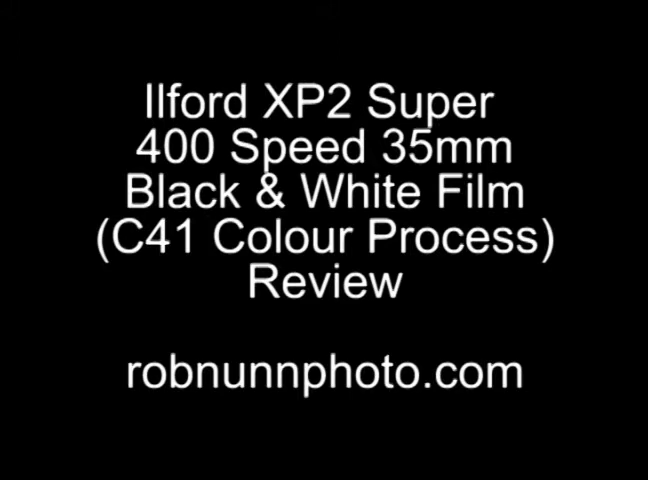 Ilford XP2 Super
400 Speed 35mm
Black & White Film
(C41 Colour Process)
Review
robnunnphoto.com